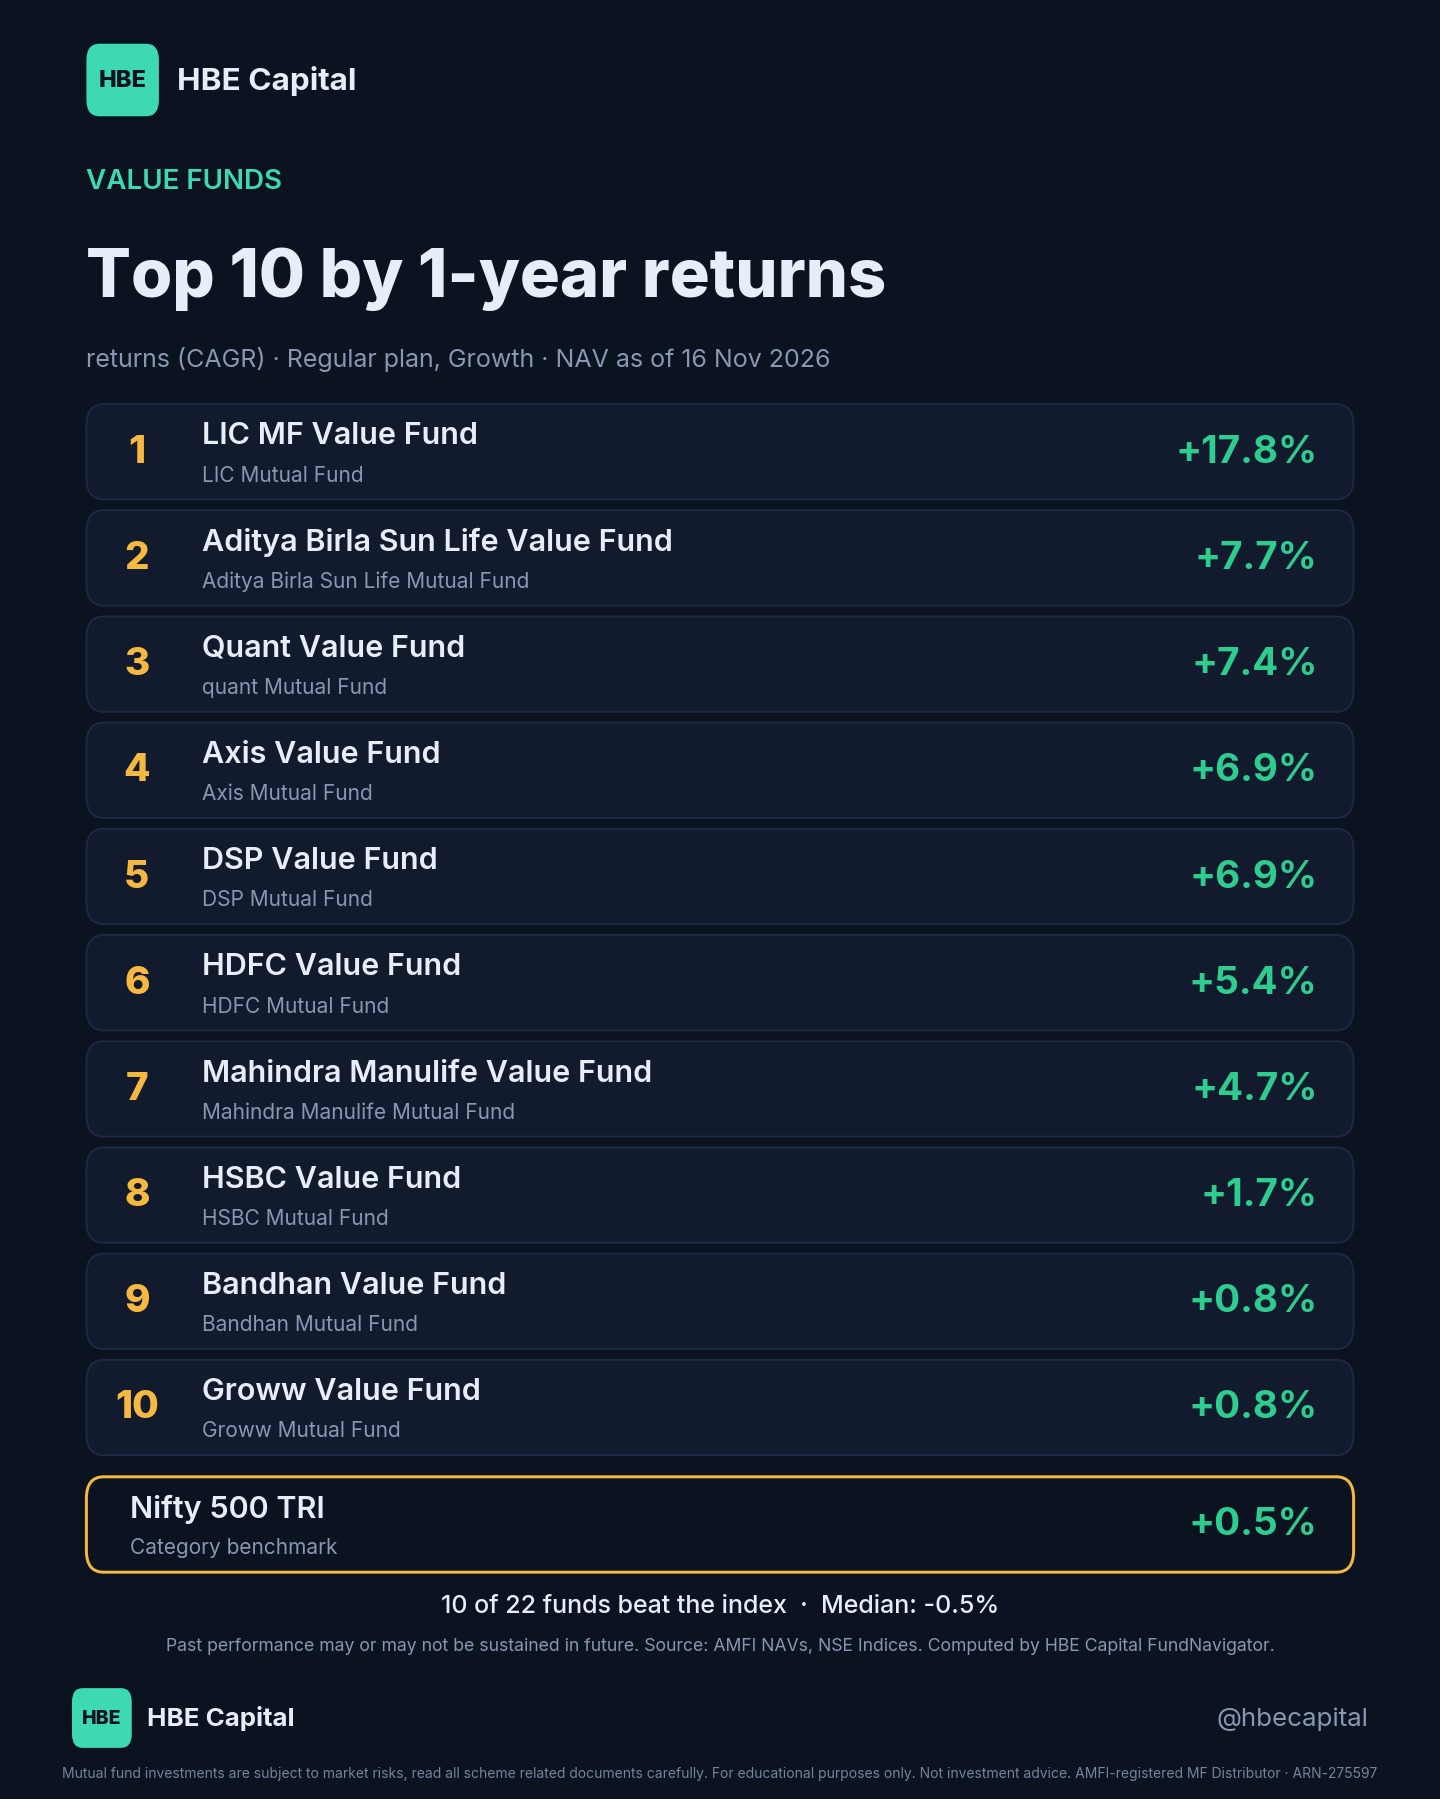 HBE
HBE Capital
VALUE FUNDS
Top 10 by 1-year returns
returns (CAGR) · Regular plan, Growth · NAV as of 16 Nov 2026
1
LIC MF Value Fund
LIC Mutual Fund
+17.8%
2
Aditya Birla Sun Life Value Fund
Aditya Birla Sun Life Mutual Fund
+7.7%
3
Quant Value Fund
quant Mutual Fund
+7.4%
4
Axis Value Fund
Axis Mutual Fund
+6.9%
5
DSP Value Fund
DSP Mutual Fund
+6.9%
6
HDFC Value Fund
HDFC Mutual Fund
+5.4%
7
Mahindra Manulife Value Fund
Mahindra Manulife Mutual Fund
+4.7%
8
HSBC Value Fund
HSBC Mutual Fund
+1.7%
9
Bandhan Value Fund
Bandhan Mutual Fund
+0.8%
10
Groww Value Fund
Groww Mutual Fund
+0.8%
Nifty 500 TRI
Category benchmark
+0.5%
10 of 22 funds beat the index · Median: -0.5%
Past performance may or may not be sustained in future. Source: AMFI NAVs, NSE Indices. Computed by HBE Capital FundNavigator.
HBE
HBE Capital
@hbecapital
Mutual fund investments are subject to market risks, read all scheme related documents carefully. For educational purposes only. Not investment advice. AMFI-registered MF Distributor · ARN-275597